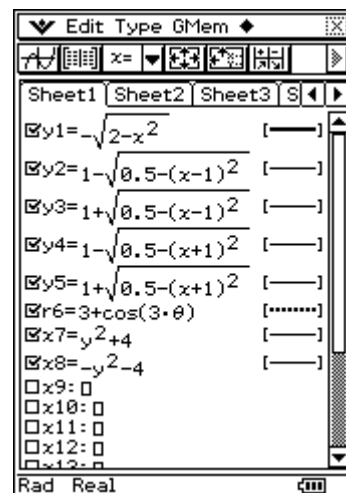 Edit Type GMem ◆
x=
Sheet1 Sheet2 Sheet3 S
y1=-√(2-x²) [—]
y2=1-√(0.5-(x-1)²) [—]
y3=1+√(0.5-(x-1)²) [—]
y4=1-√(0.5-(x+1)²) [—]
y5=1+√(0.5-(x+1)²) [—]
r6=3+cos(3·θ) [········]
x7=y²+4 [—]
x8=-y²-4 [—]
x9:▯
x10:▯
x11:▯
x12:▯
x13:▯
Rad Real